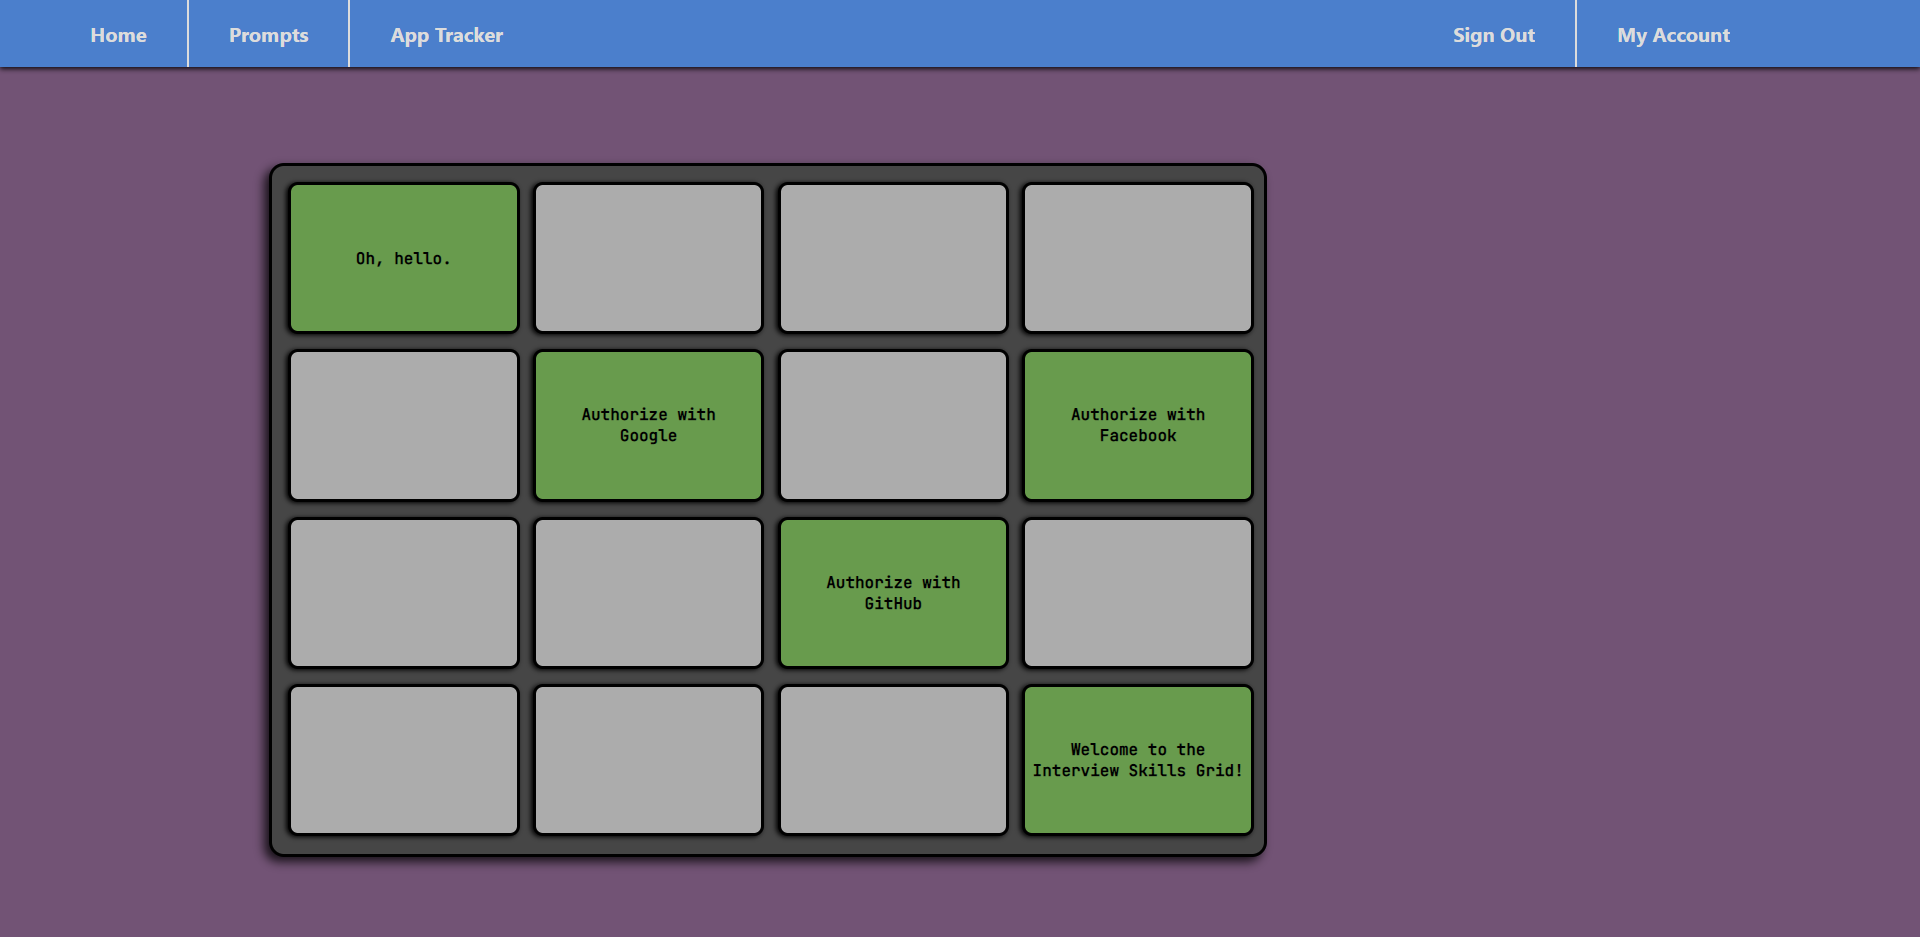 Home
Prompts
App Tracker
Sign Out
My Account
Oh, hello.
Authorize with
Google
Authorize with
Facebook
Authorize with
GitHub
Welcome to the
Interview Skills Grid!